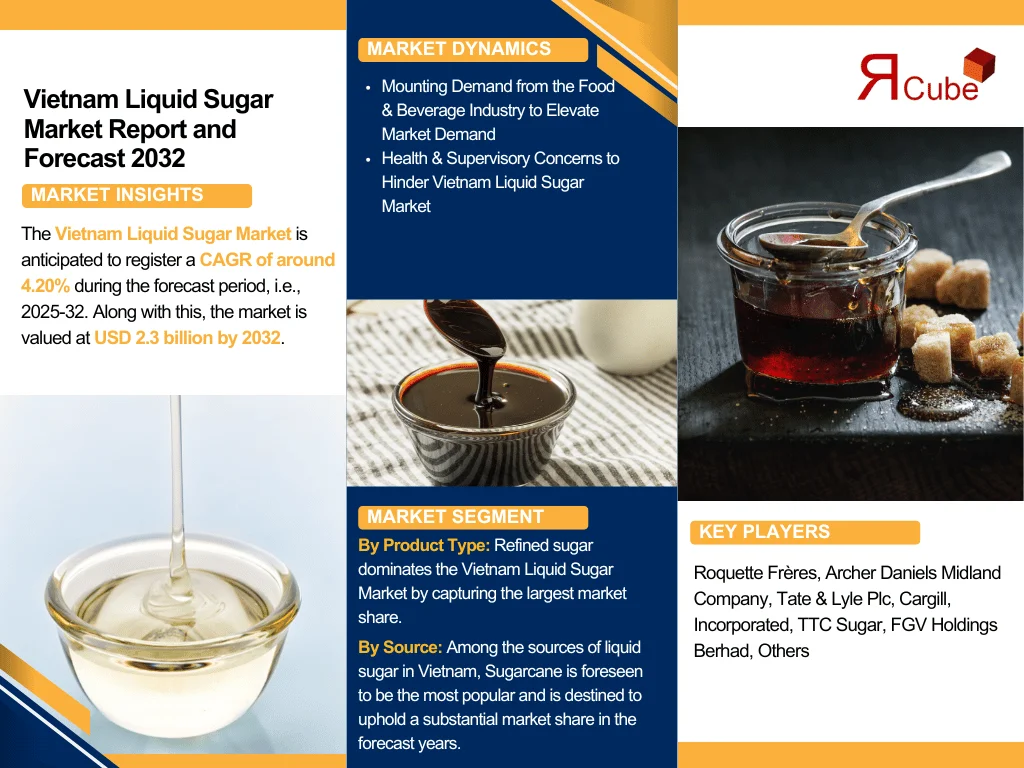 Vietnam Liquid Sugar
Market Report and
Forecast 2032
MARKET INSIGHTS
The Vietnam Liquid Sugar Market is
anticipated to register a CAGR of around
4.20% during the forecast period, i.e.,
2025-32. Along with this, the market is
valued at USD 2.3 billion by 2032.
MARKET DYNAMICS
• Mounting Demand from the Food
& Beverage Industry to Elevate
Market Demand
• Health & Supervisory Concerns to
Hinder Vietnam Liquid Sugar
Market
MARKET SEGMENT
By Product Type: Refined sugar
dominates the Vietnam Liquid Sugar
Market by capturing the largest market
share.
By Source: Among the sources of liquid
sugar in Vietnam, Sugarcane is foreseen
to be the most popular and is destined to
uphold a substantial market share in the
forecast years.
ЯCube
KEY PLAYERS
Roquette Frères, Archer Daniels Midland
Company, Tate & Lyle Plc, Cargill,
Incorporated, TTC Sugar, FGV Holdings
Berhad, Others